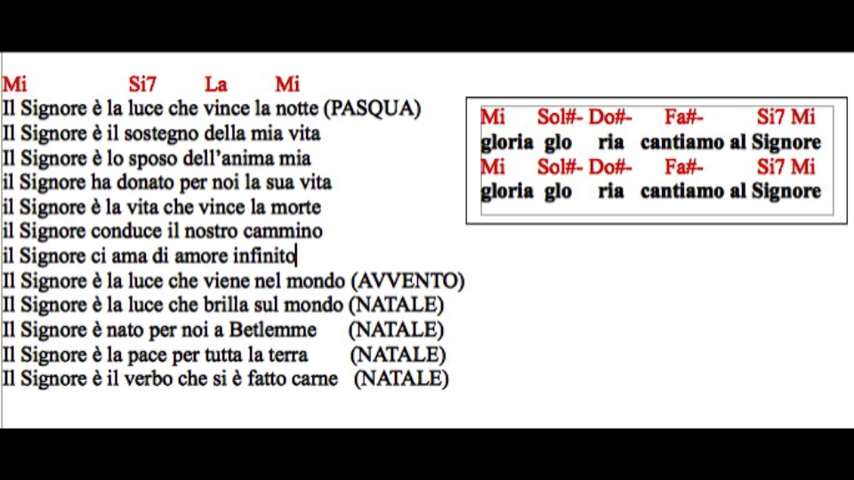 Mi Si7 La Mi
Il Signore è la luce che vince la notte (PASQUA)
Il Signore è il sostegno della mia vita
Il Signore è lo sposo dell'anima mia
il Signore ha donato per noi la sua vita
il Signore è la vita che vince la morte
il Signore conduce il nostro cammino
il Signore ci ama di amore infinito
Il Signore è la luce che viene nel mondo (AVVENTO)
Il Signore è la luce che brilla sul mondo (NATALE)
Il Signore è nato per noi a Betlemme (NATALE)
Il Signore è la pace per tutta la terra (NATALE)
Il Signore è il verbo che si è fatto carne (NATALE)
Mi Sol#- Do#- Fa#- Si7 Mi
gloria glo ria cantiamo al Signore
Mi Sol#- Do#- Fa#- Si7 Mi
gloria glo ria cantiamo al Signore